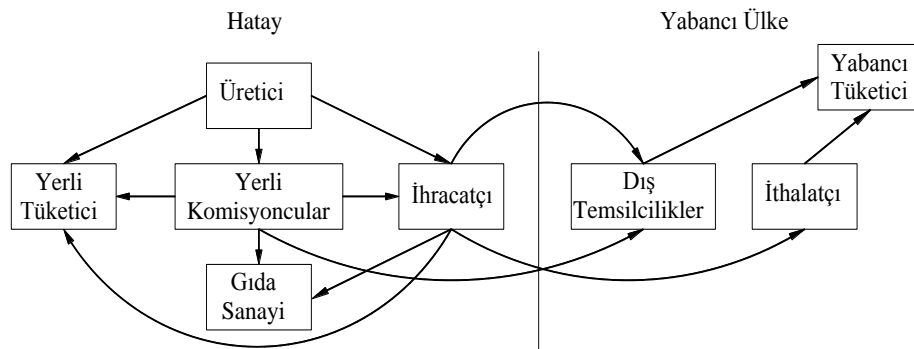 Hatay
Yabancı Ülke
Üretici
Yabancı
Tüketici
Yerli
Tüketici
Yerli
Komisyoncular
İhracatçı
Dış
Temsilcilikler
İthalatçı
Gıda
Sanayi